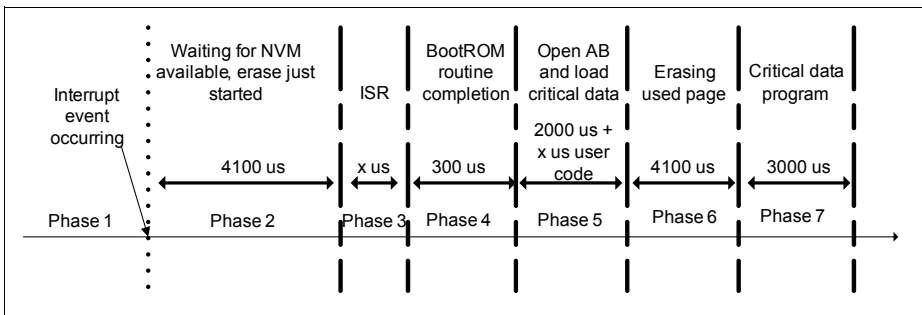 Waiting for NVM
available, erase just
started
Interrupt
event
occurring
ISR
BootROM
routine
completion
Open AB
and load
critical data
Erasing
used page
Critical data
program
4100 us
x us
300 us
2000 us +
x us user
code
4100 us
3000 us
Phase 1
Phase 2
Phase 3
Phase 4
Phase 5
Phase 6
Phase 7